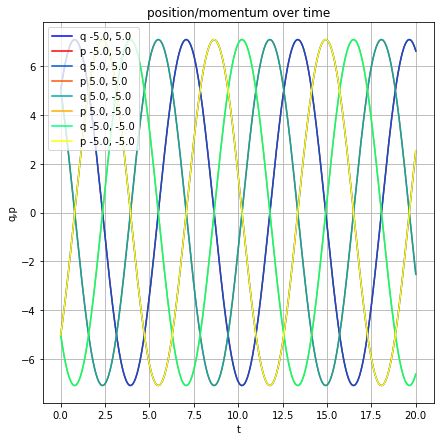 position/momentum over time
q -5.0, 5.0
p -5.0, 5.0
q 5.0, 5.0
p 5.0, 5.0
q 5.0, -5.0
p 5.0, -5.0
q -5.0, -5.0
p -5.0, -5.0
q,p
6
4
2
0
−2
−4
−6
0.0 2.5 5.0 7.5 10.0 12.5 15.0 17.5 20.0
t